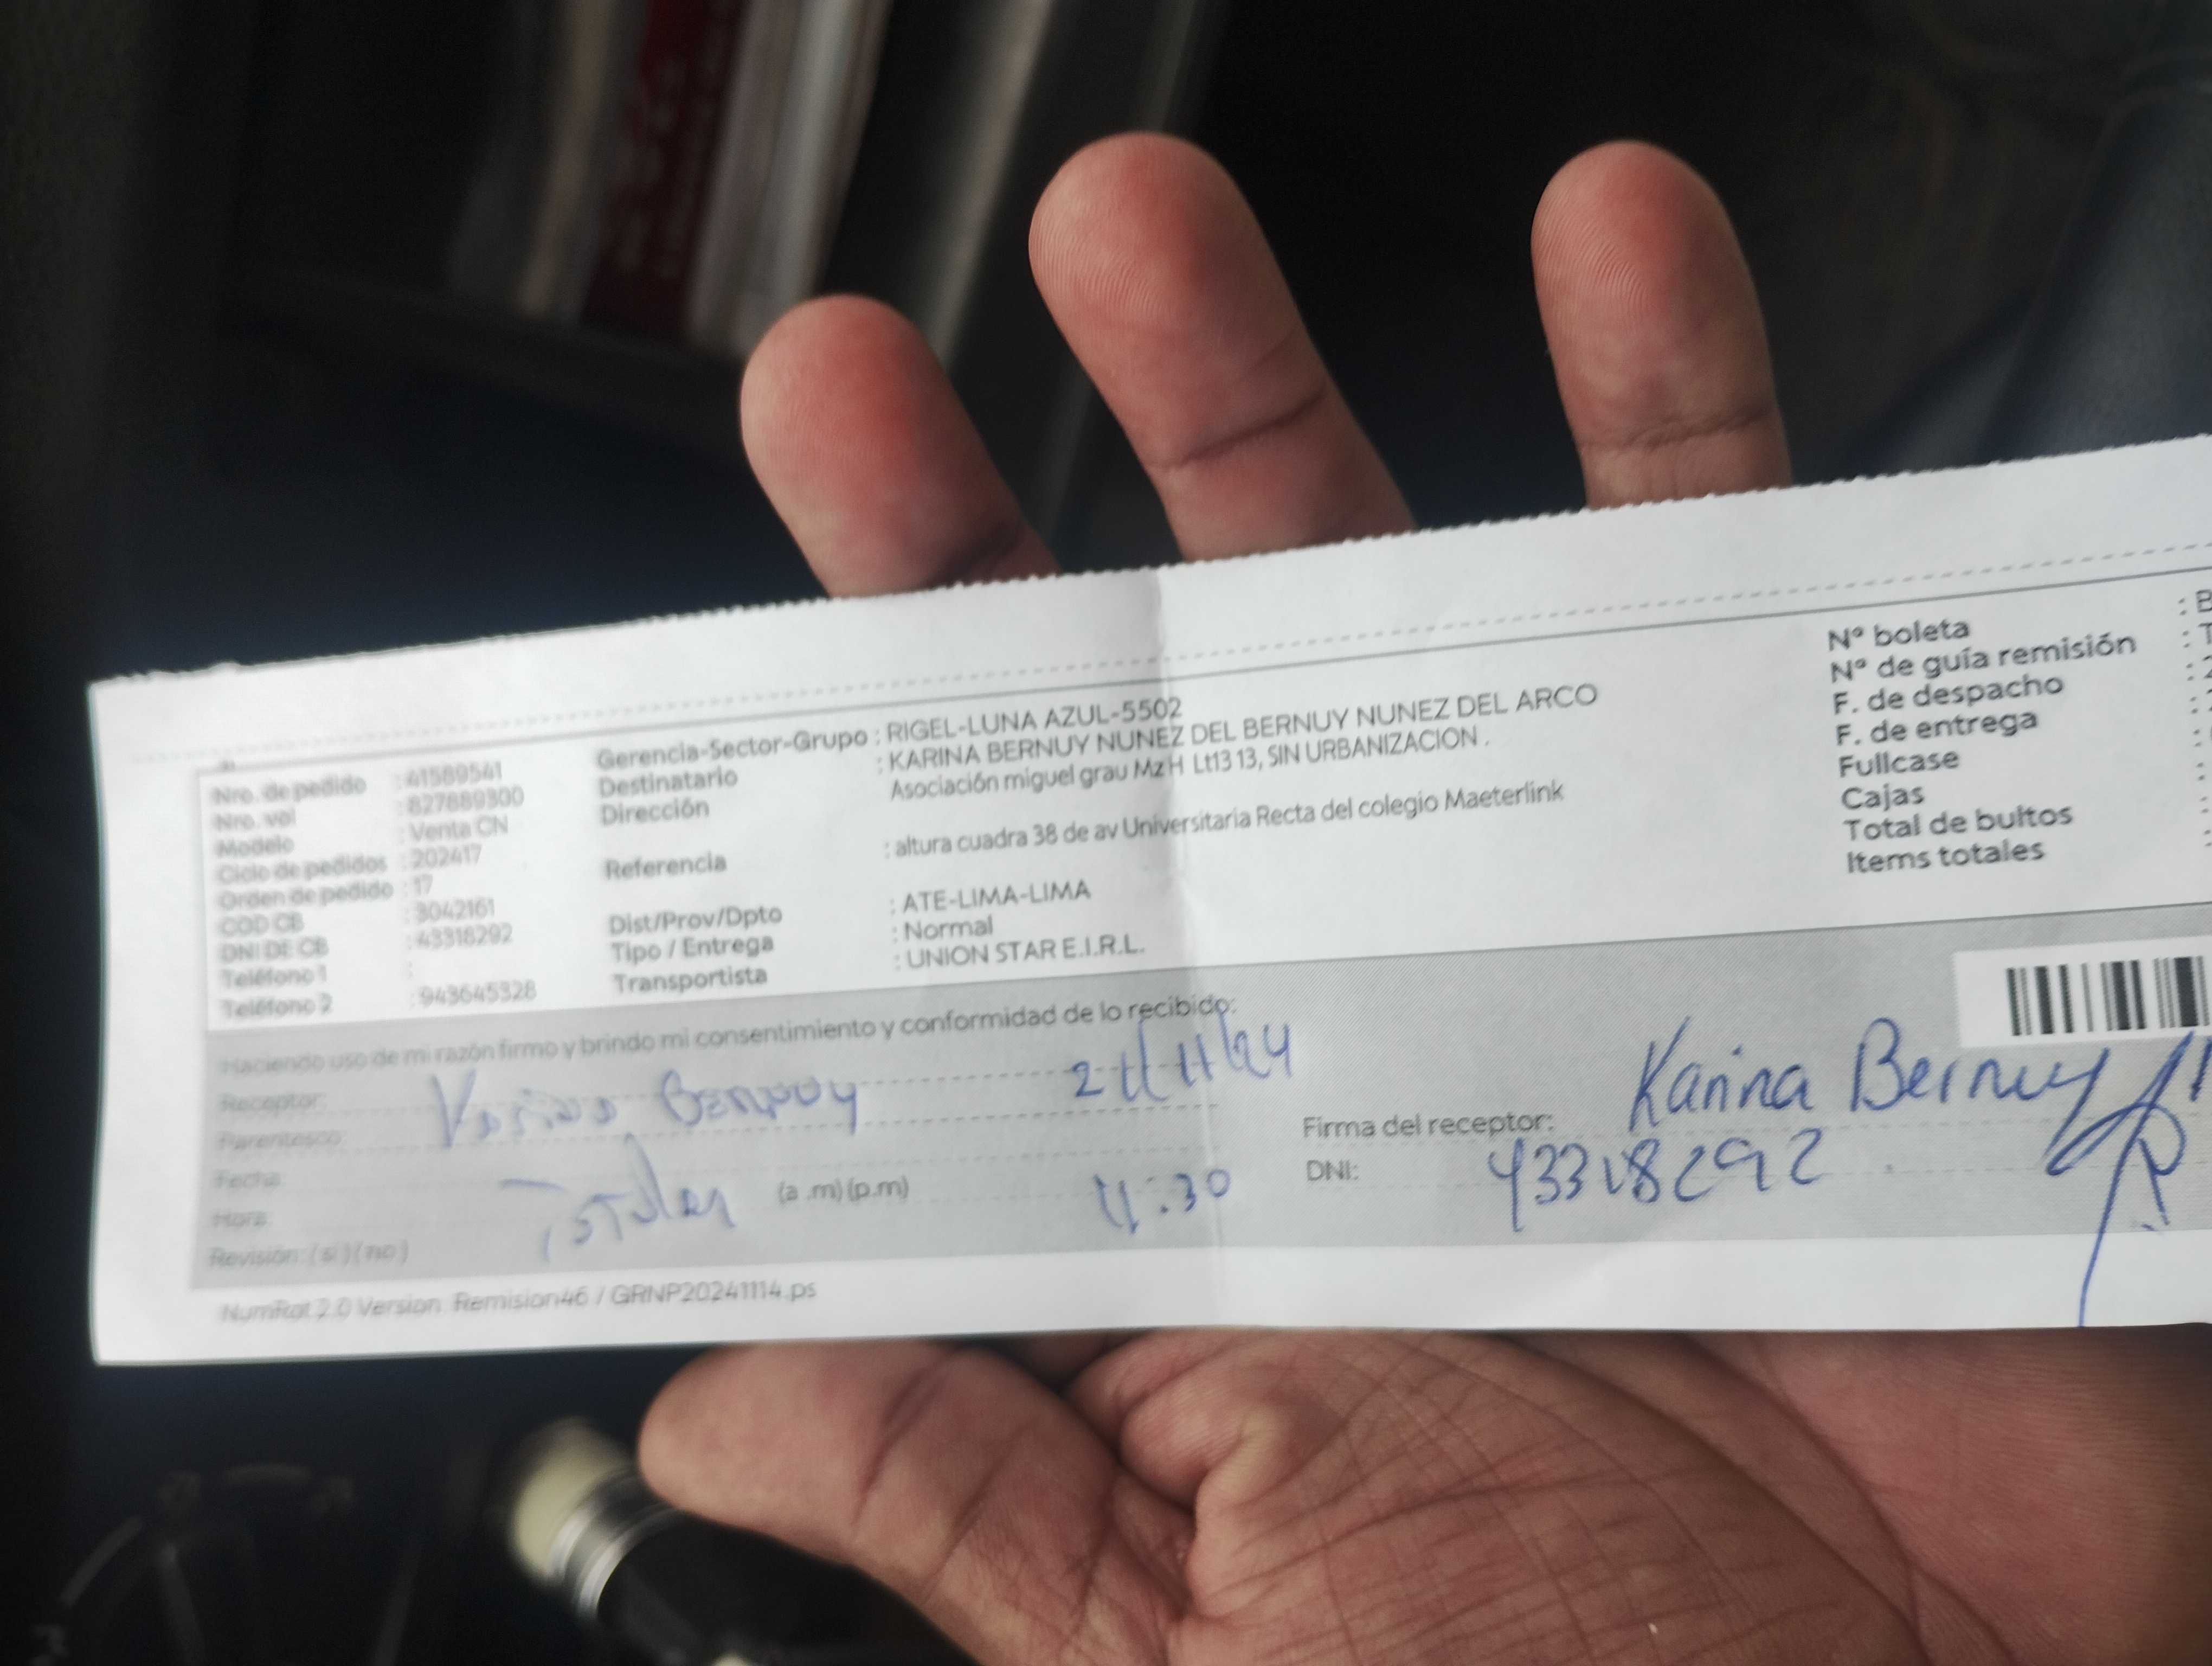 Nro. de pedido : 41589541
Nro. vol : 827889300
Modelo : Venta CN
Ciclo de pedidos : 202417
Orden de pedido : 17
COD CB : 3042161
DNI DE CB : 43318292
Teléfono 1 :
Teléfono 2 : 943645328
Gerencia-Sector-Grupo : RIGEL-LUNA AZUL-5502
Destinatario : KARINA BERNUY NUNEZ DEL BERNUY NUNEZ DEL ARCO
Dirección Asociación miguel grau Mz H Lt13 13, SIN URBANIZACION .
Referencia : altura cuadra 38 de av Universitaria Recta del colegio Maeterlink
Dist/Prov/Dpto : ATE-LIMA-LIMA
Tipo / Entrega : Normal
Transportista : UNION STAR E.I.R.L.
Nº boleta : B
Nº de guía remisión : T
F. de despacho : 2
F. de entrega :
Fullcase :
Cajas :
Total de bultos :
Items totales :
Haciendo uso de mi razón firmo y brindo mi consentimiento y conformidad de lo recibido:
Receptor: Karina Bernuy 21/11/24
Parentesco:
Fecha: Titular
Hora: (a .m) (p.m) 11:30
Revisión: ( si ) ( no )
Firma del receptor: Karina Bernuy
DNI: 43318292
NumRot 2.0 Version: Remision46 / GRNP20241114.ps